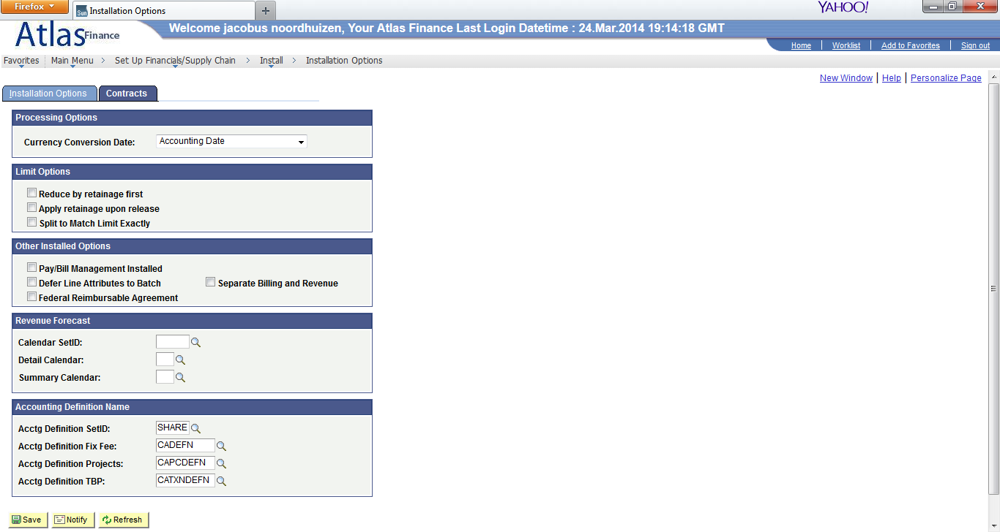 Firefox
Installation Options
YAHOO!
Atlas Finance
Welcome jacobus noordhuizen, Your Atlas Finance Last Login Datetime : 24.Mar.2014 19:14:18 GMT
Home Worklist Add to Favorites Sign out
Favorites Main Menu > Set Up Financials/Supply Chain > Install > Installation Options
New Window | Help | Personalize Page
Installation Options Contracts
Processing Options
Currency Conversion Date: Accounting Date
Limit Options
Reduce by retainage first
Apply retainage upon release
Split to Match Limit Exactly
Other Installed Options
Pay/Bill Management Installed
Defer Line Attributes to Batch Separate Billing and Revenue
Federal Reimbursable Agreement
Revenue Forecast
Calendar SetID:
Detail Calendar:
Summary Calendar:
Accounting Definition Name
Acctg Definition SetID: SHARE
Acctg Definition Fix Fee: CADEFN
Acctg Definition Projects: CAPCDEFN
Acctg Definition TBP: CATXNDEFN
Save Notify Refresh